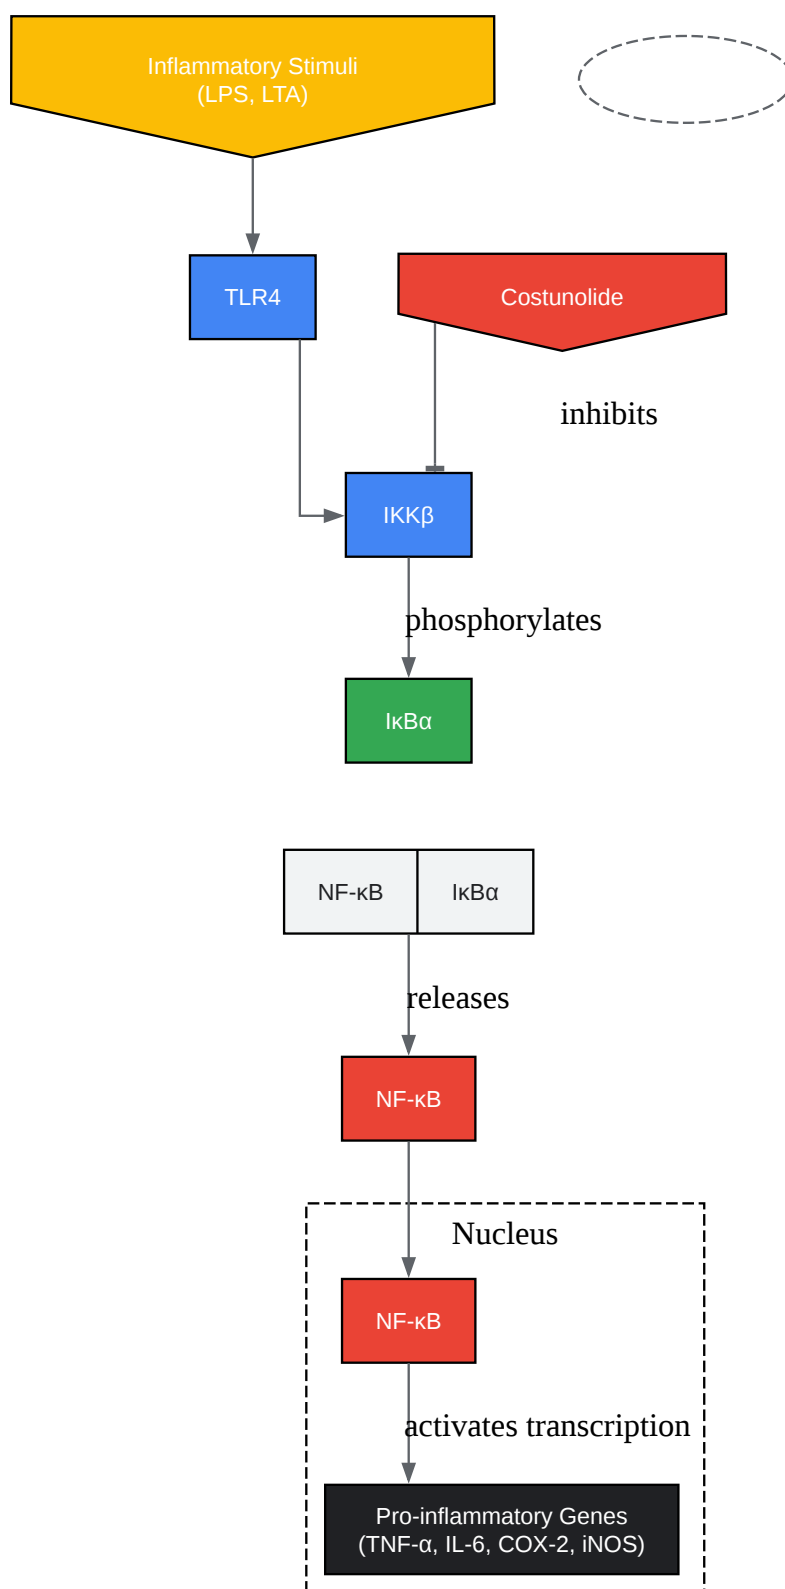 Inflammatory Stimuli
(LPS, LTA)
TLR4
Costunolide
inhibits
IKKβ
phosphorylates
IκBα
NF-κB
IκBα
releases
NF-κB
Nucleus
NF-κB
activates transcription
Pro-inflammatory Genes
(TNF-α, IL-6, COX-2, iNOS)